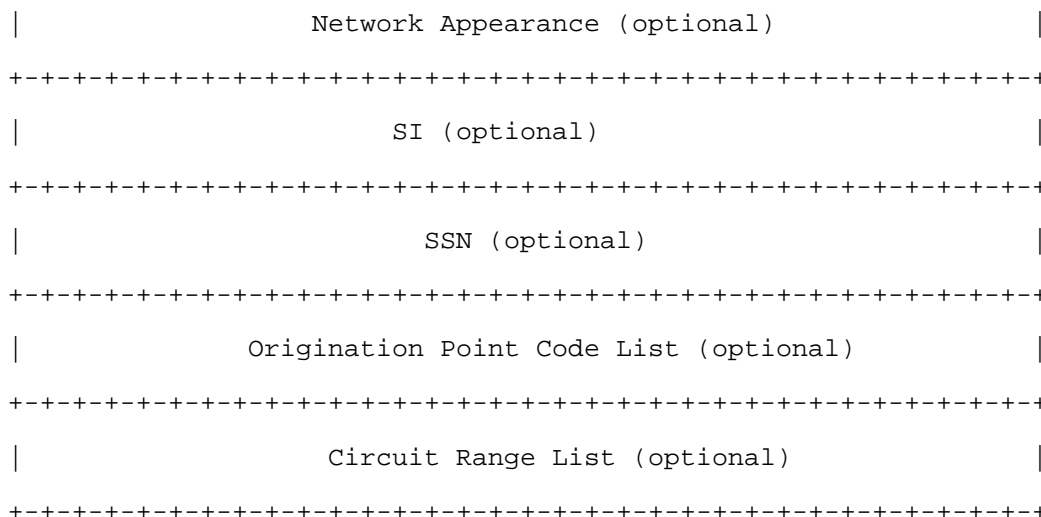 |                  Network Appearance (optional)                |
+-+-+-+-+-+-+-+-+-+-+-+-+-+-+-+-+-+-+-+-+-+-+-+-+-+-+-+-+-+-+-+-+
|                       SI (optional)                           |
+-+-+-+-+-+-+-+-+-+-+-+-+-+-+-+-+-+-+-+-+-+-+-+-+-+-+-+-+-+-+-+-+
|                         SSN (optional)                        |
+-+-+-+-+-+-+-+-+-+-+-+-+-+-+-+-+-+-+-+-+-+-+-+-+-+-+-+-+-+-+-+-+
|              Origination Point Code List (optional)           |
+-+-+-+-+-+-+-+-+-+-+-+-+-+-+-+-+-+-+-+-+-+-+-+-+-+-+-+-+-+-+-+-+
|                   Circuit Range List (optional)               |
+-+-+-+-+-+-+-+-+-+-+-+-+-+-+-+-+-+-+-+-+-+-+-+-+-+-+-+-+-+-+-+-+